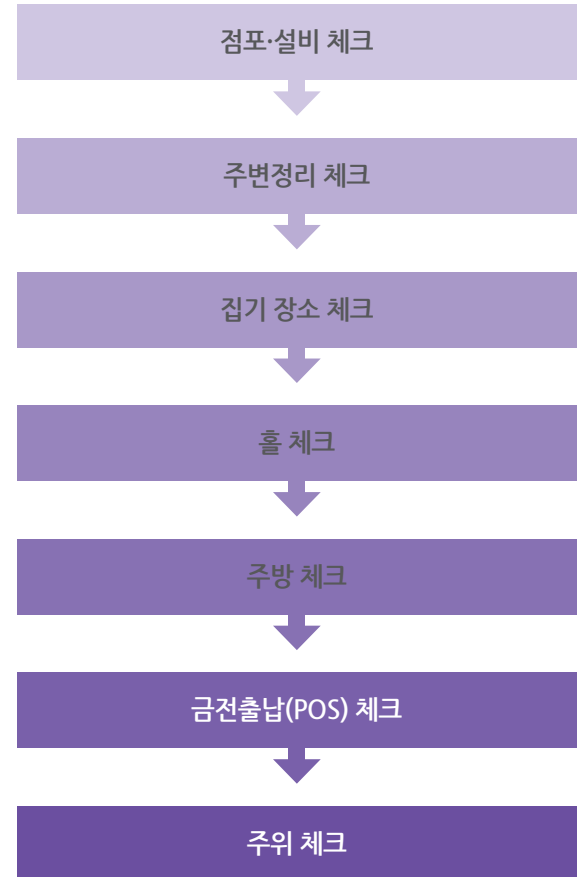 점포·설비 체크
주변정리 체크
집기 장소 체크
홀 체크
주방 체크
금전출납(POS) 체크
주위 체크